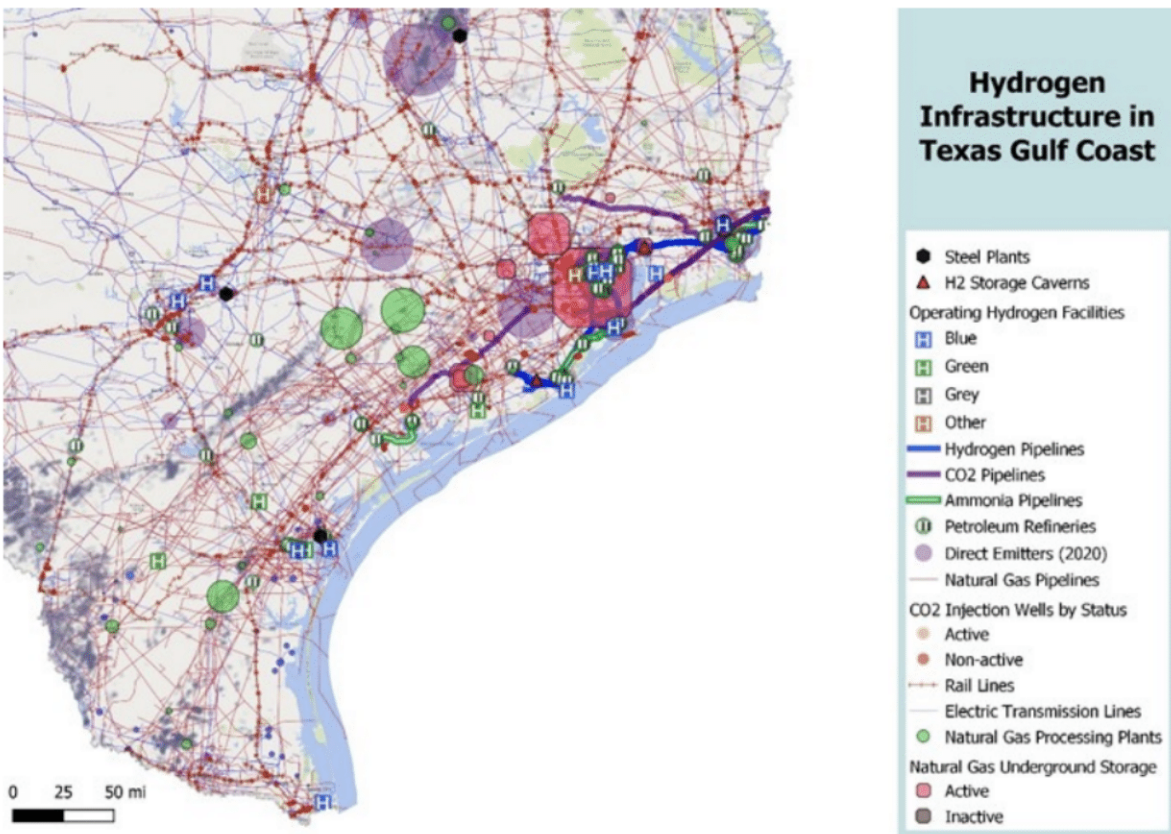 Hydrogen
Infrastructure in
Texas Gulf Coast
Steel Plants
H2 Storage Caverns
Operating Hydrogen Facilities
H Blue
H Green
H Grey
H Other
Hydrogen Pipelines
CO2 Pipelines
Ammonia Pipelines
Petroleum Refineries
Direct Emitters (2020)
Natural Gas Pipelines
CO2 Injection Wells by Status
Active
Non-active
Rail Lines
Electric Transmission Lines
Natural Gas Processing Plants
Natural Gas Underground Storage
Active
Inactive
0 25 50 mi